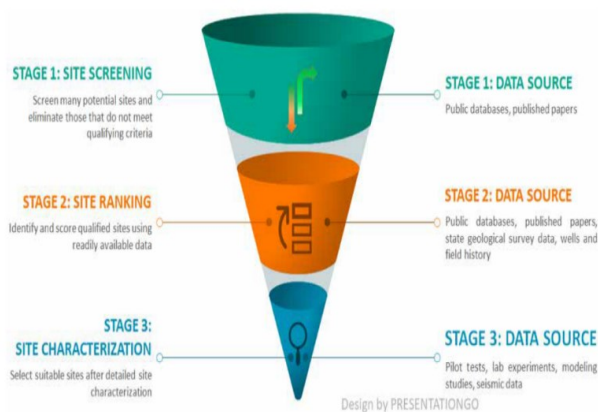 STAGE 1: SITE SCREENING
Screen many potential sites and
eliminate those that do not meet
qualifying criteria
STAGE 1: DATA SOURCE
Public databases, published papers
STAGE 2: SITE RANKING
Identify and score qualified sites using
readily available data
STAGE 2: DATA SOURCE
Public databases, published papers,
state geological survey data, wells and
field history
STAGE 3:
SITE CHARACTERIZATION
Select suitable sites after detailed site
characterization
STAGE 3: DATA SOURCE
Pilot tests, lab experiments, modeling
studies, seismic data
Design by PRESENTATIONGO